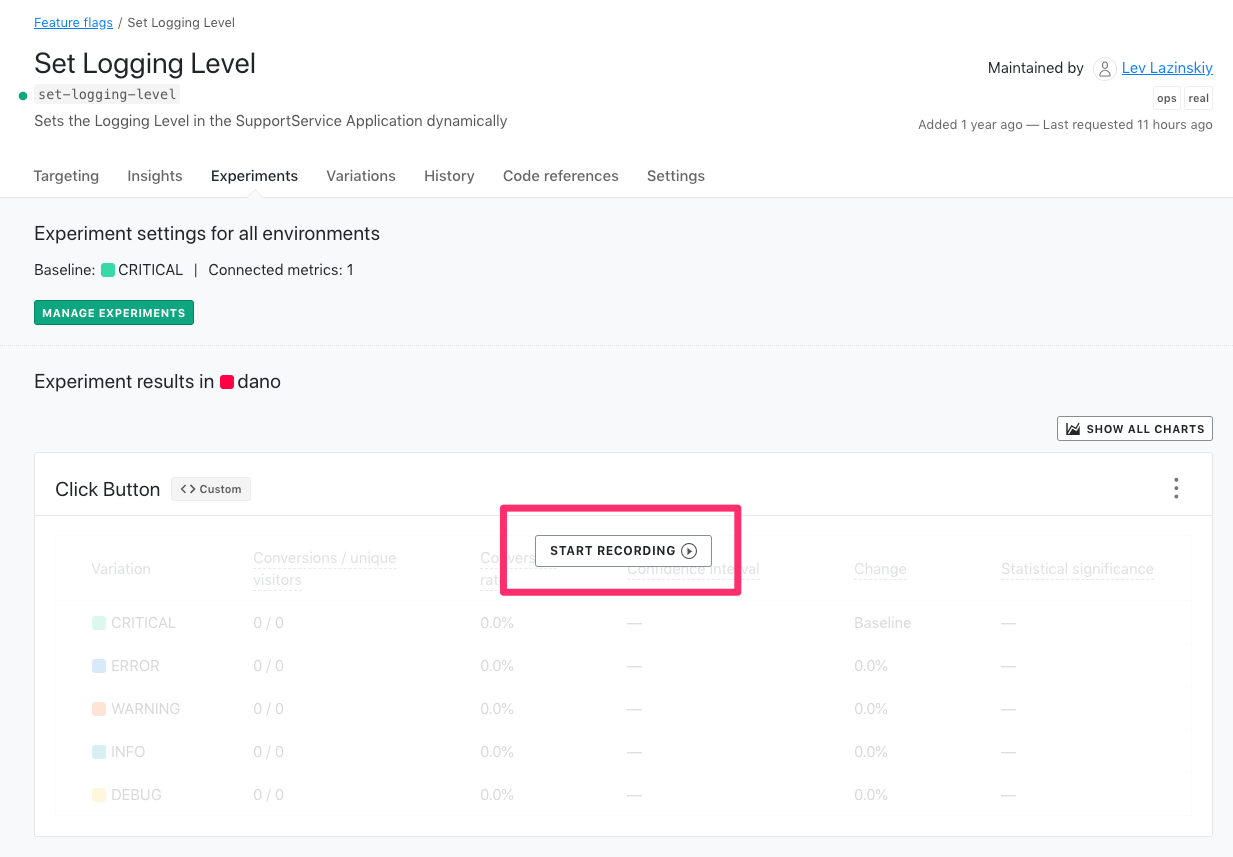 Feature flags / Set Logging Level
Set Logging Level
Maintained by Lev Lazinskiy
set-logging-level
ops real
Sets the Logging Level in the SupportService Application dynamically
Added 1 year ago — Last requested 11 hours ago
Targeting Insights Experiments Variations History Code references Settings
Experiment settings for all environments
Baseline: CRITICAL | Connected metrics: 1
MANAGE EXPERIMENTS
Experiment results in dano
SHOW ALL CHARTS
Click Button <> Custom
START RECORDING
Variation
Conversions / unique
visitors
Confidence interval
Change
Statistical significance
CRITICAL 0 / 0 0.0% — Baseline —
ERROR 0 / 0 0.0% — 0.0% —
WARNING 0 / 0 0.0% — 0.0% —
INFO 0 / 0 0.0% — 0.0% —
DEBUG 0 / 0 0.0% — 0.0% —